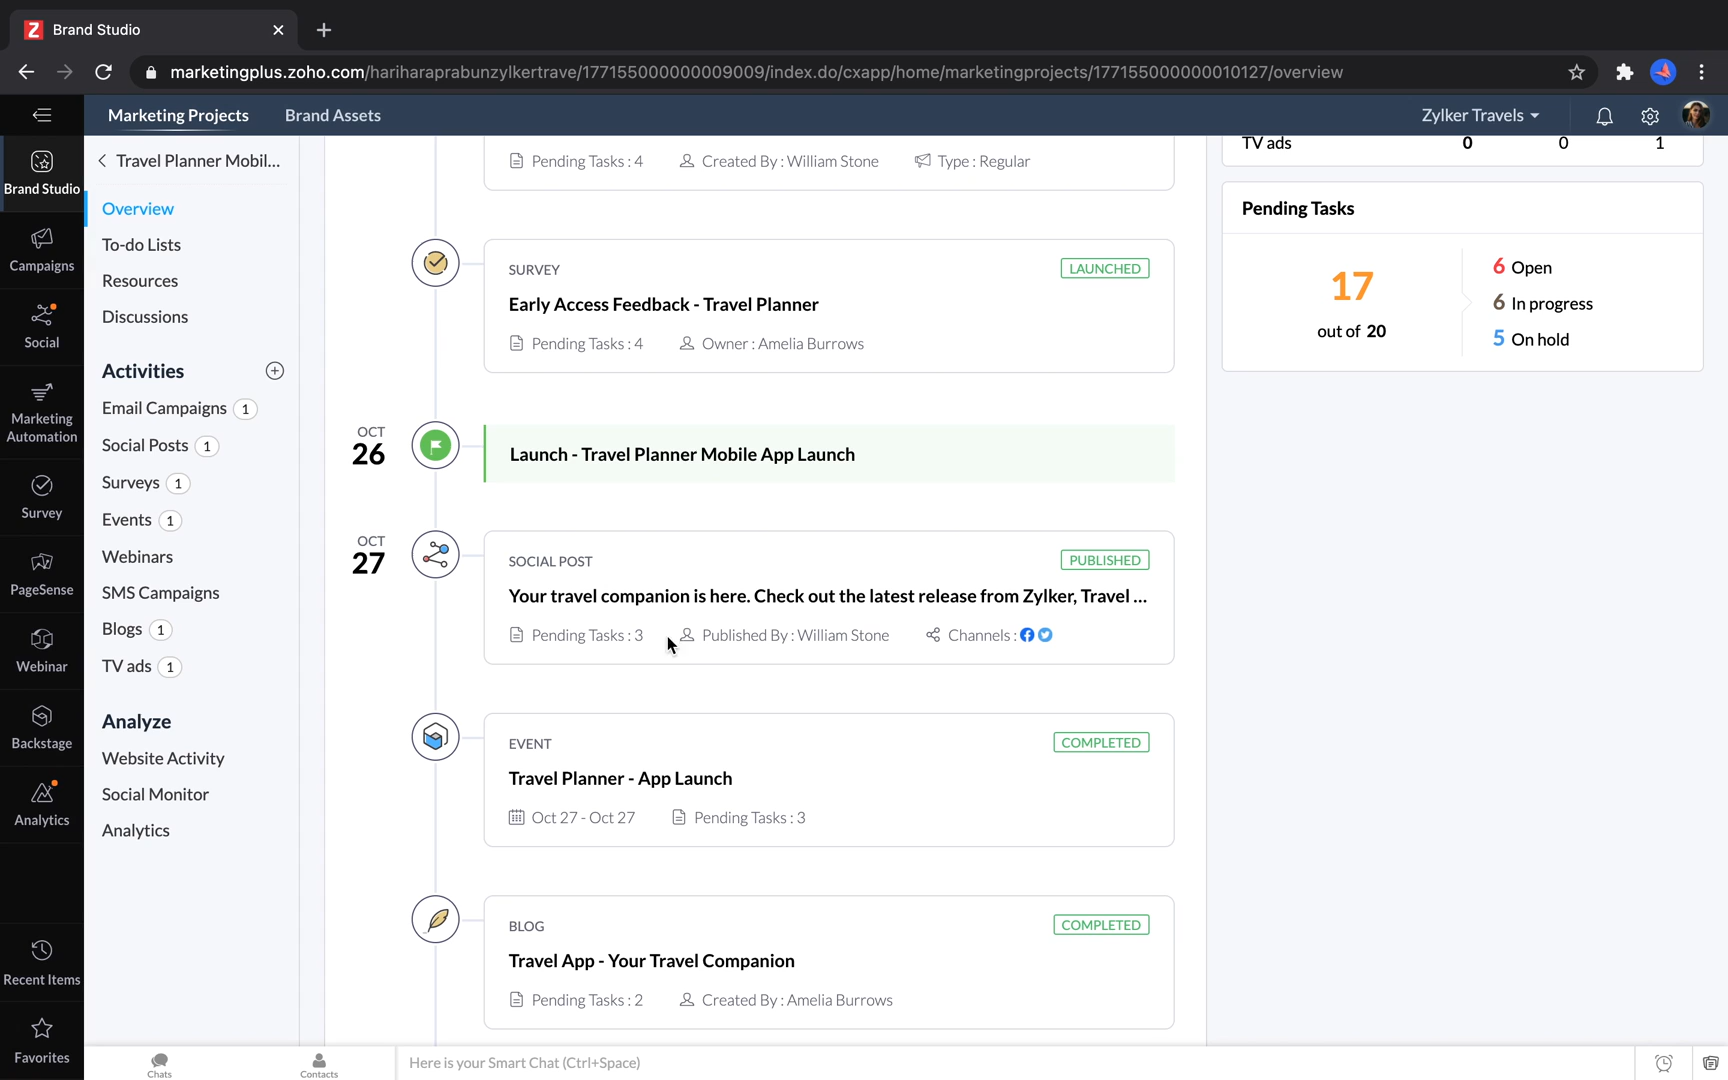 Brand Studio
marketingplus.zoho.com/hariharaprabunzylkertrave/177155000000009009/index.do/cxapp/home/marketingprojects/177155000000010127/overview
Marketing Projects
Brand Assets
Zylker Travels
Brand Studio
Campaigns
Social
Marketing
Automation
Survey
PageSense
Webinar
Backstage
Analytics
Recent Items
Favorites
Travel Planner Mobil...
Overview
To-do Lists
Resources
Discussions
Activities
Email Campaigns 1
Social Posts 1
Surveys 1
Events 1
Webinars
SMS Campaigns
Blogs 1
TV ads 1
Analyze
Website Activity
Social Monitor
Analytics
Pending Tasks : 4 Created By : William Stone Type : Regular
SURVEY LAUNCHED
Early Access Feedback - Travel Planner
Pending Tasks : 4 Owner : Amelia Burrows
OCT
26
Launch - Travel Planner Mobile App Launch
OCT
27
SOCIAL POST PUBLISHED
Your travel companion is here. Check out the latest release from Zylker, Travel ...
Pending Tasks : 3 Published By : William Stone Channels :
EVENT COMPLETED
Travel Planner - App Launch
Oct 27 - Oct 27 Pending Tasks : 3
BLOG COMPLETED
Travel App - Your Travel Companion
Pending Tasks : 2 Created By : Amelia Burrows
TV ads 0 0 1
Pending Tasks
17
out of 20
6 Open
6 In progress
5 On hold
Chats
Contacts
Here is your Smart Chat (Ctrl+Space)